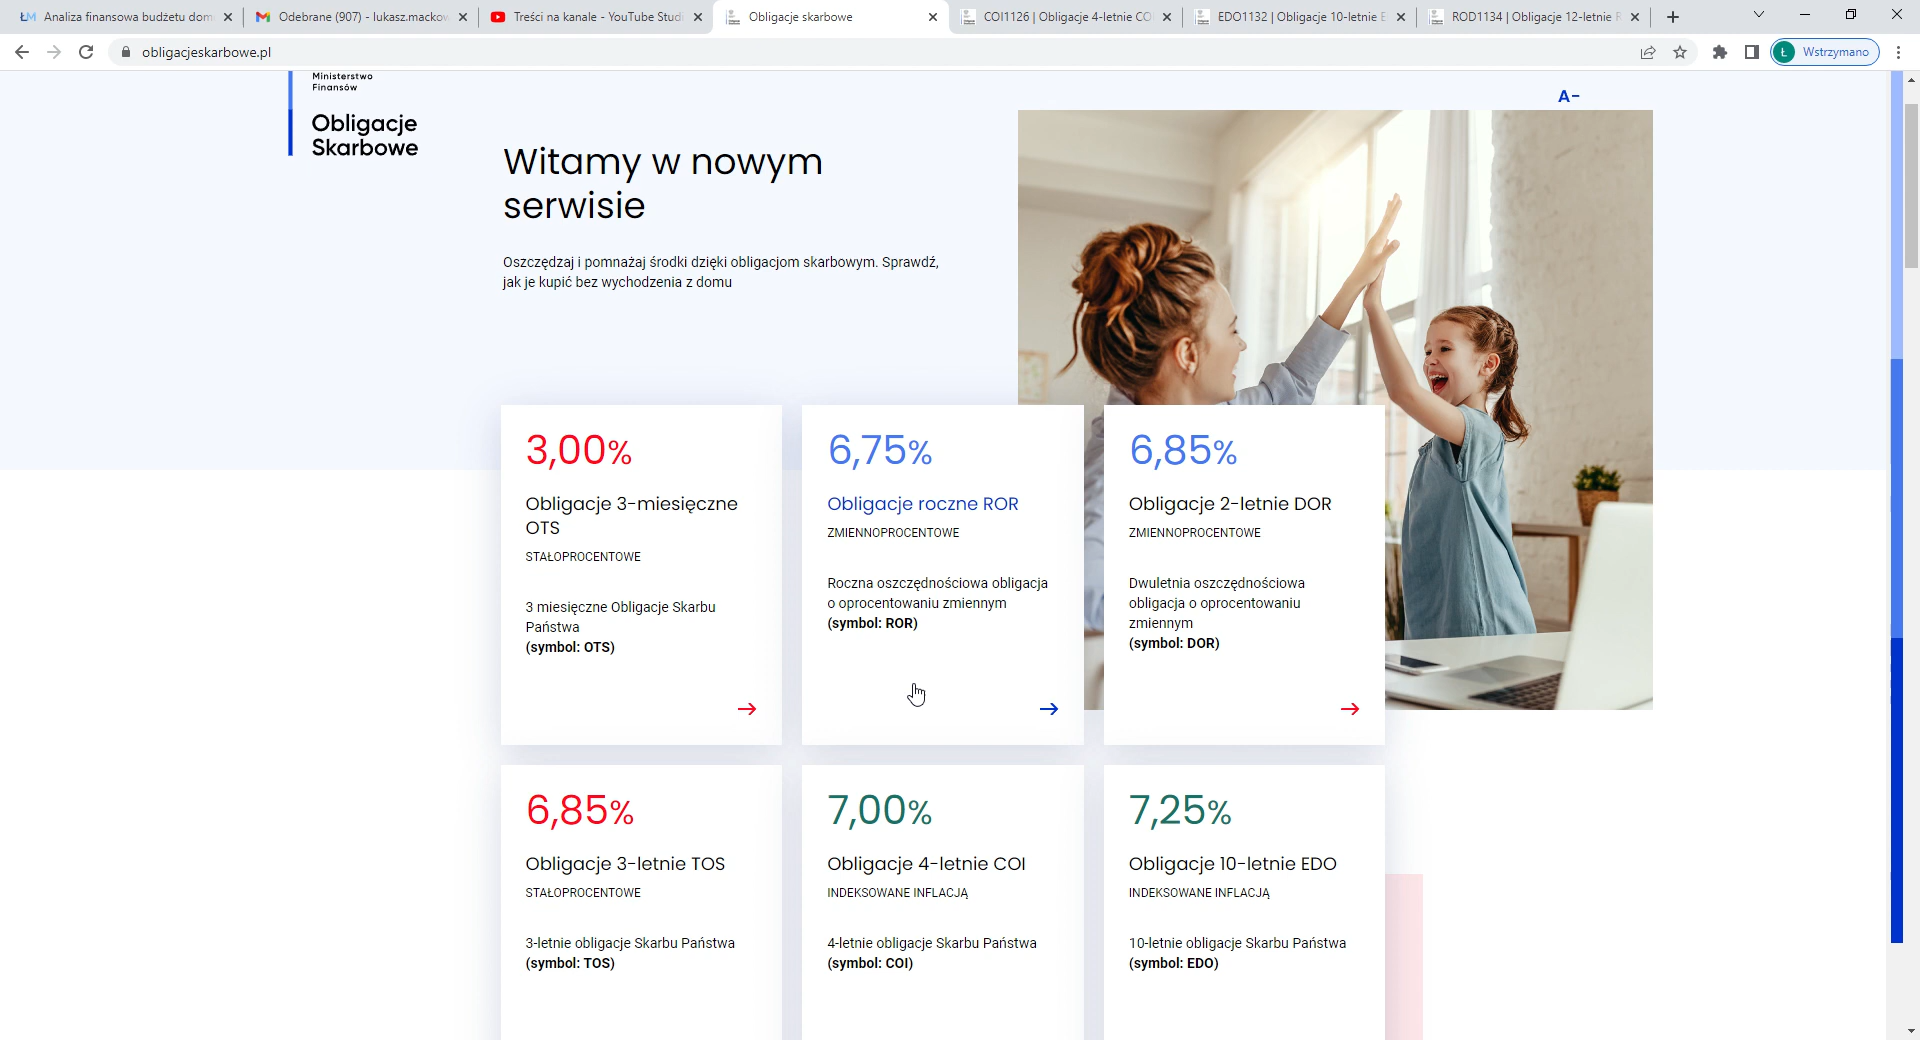 Analiza finansowa budżetu dom
Odebrane (907) - lukasz.mackow
Treści na kanale - YouTube Studi
Obligacje skarbowe
COI1126 | Obligacje 4-letnie CO
EDO1132 | Obligacje 10-letnie E
ROD1134 | Obligacje 12-letnie R
obligacjeskarbowe.pl
Ł
Wstrzymano
Ministerstwo
Finansów
Obligacje
Skarbowe
A-
Witamy w nowym
serwisie
Oszczędzaj i pomnażaj środki dzięki obligacjom skarbowym. Sprawdź,
jak je kupić bez wychodzenia z domu
3,00%
Obligacje 3-miesięczne
OTS
STAŁOPROCENTOWE
3 miesięczne Obligacje Skarbu
Państwa
(symbol: OTS)
6,75%
Obligacje roczne ROR
ZMIENNOPROCENTOWE
Roczna oszczędnościowa obligacja
o oprocentowaniu zmiennym
(symbol: ROR)
6,85%
Obligacje 2-letnie DOR
ZMIENNOPROCENTOWE
Dwuletnia oszczędnościowa
obligacja o oprocentowaniu
zmiennym
(symbol: DOR)
6,85%
Obligacje 3-letnie TOS
STAŁOPROCENTOWE
3-letnie obligacje Skarbu Państwa
(symbol: TOS)
7,00%
Obligacje 4-letnie COI
INDEKSOWANE INFLACJĄ
4-letnie obligacje Skarbu Państwa
(symbol: COI)
7,25%
Obligacje 10-letnie EDO
INDEKSOWANE INFLACJĄ
10-letnie obligacje Skarbu Państwa
(symbol: EDO)